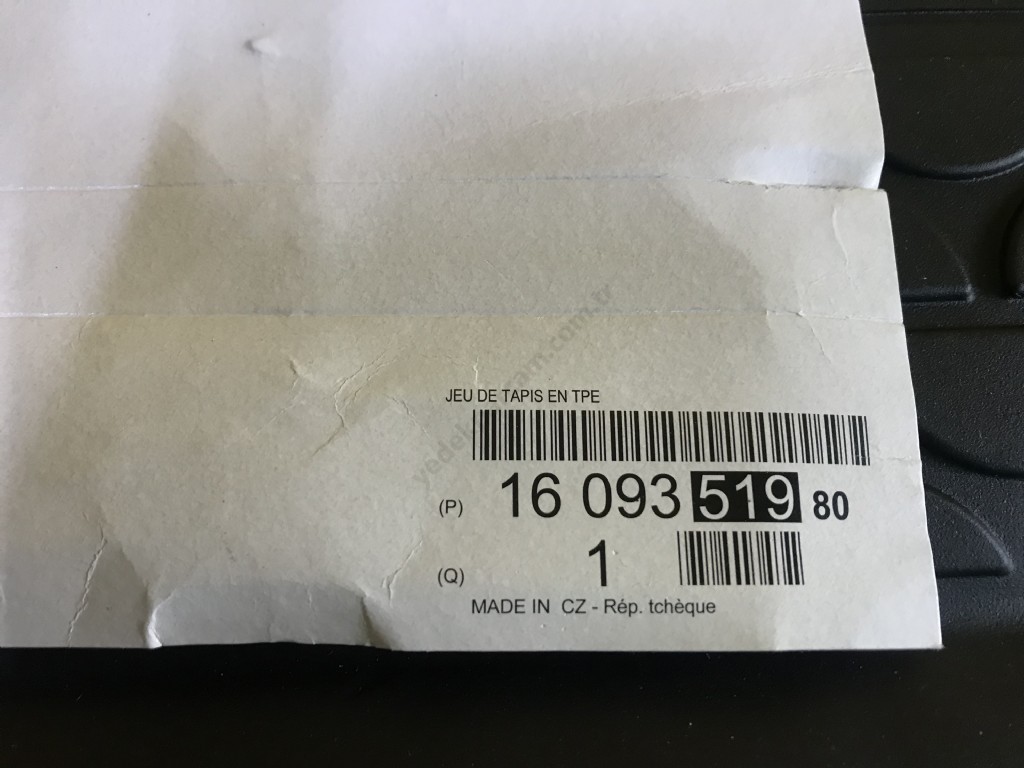 JEU DE TAPIS EN TPE
(P) 16 093 519 80
(Q) 1
MADE IN CZ - Rép. tchèque